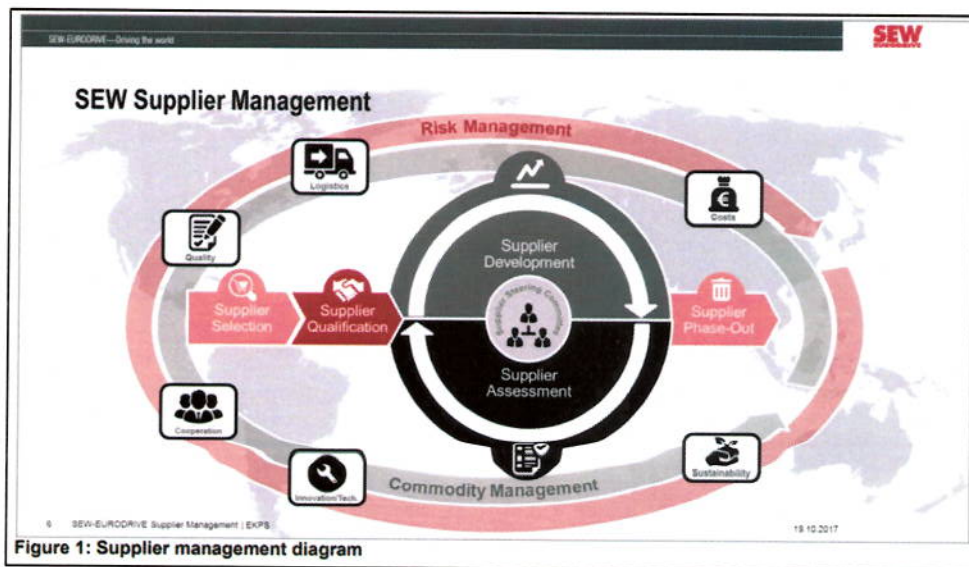 SEW-EURODRIVE—Driving the world
SEW
EURODRIVE
SEW Supplier Management
Risk Management
Logistics
Costs
Quality
Supplier
Development
Supplier
Selection
Supplier
Qualification
Supplier Steering Committee
Supplier
Phase-Out
Supplier
Assessment
Cooperation
Innovation/Tech.
Sustainability
Commodity Management
6 SEW-EURODRIVE Supplier Management | EKPS
19.10.2017
Figure 1: Supplier management diagram